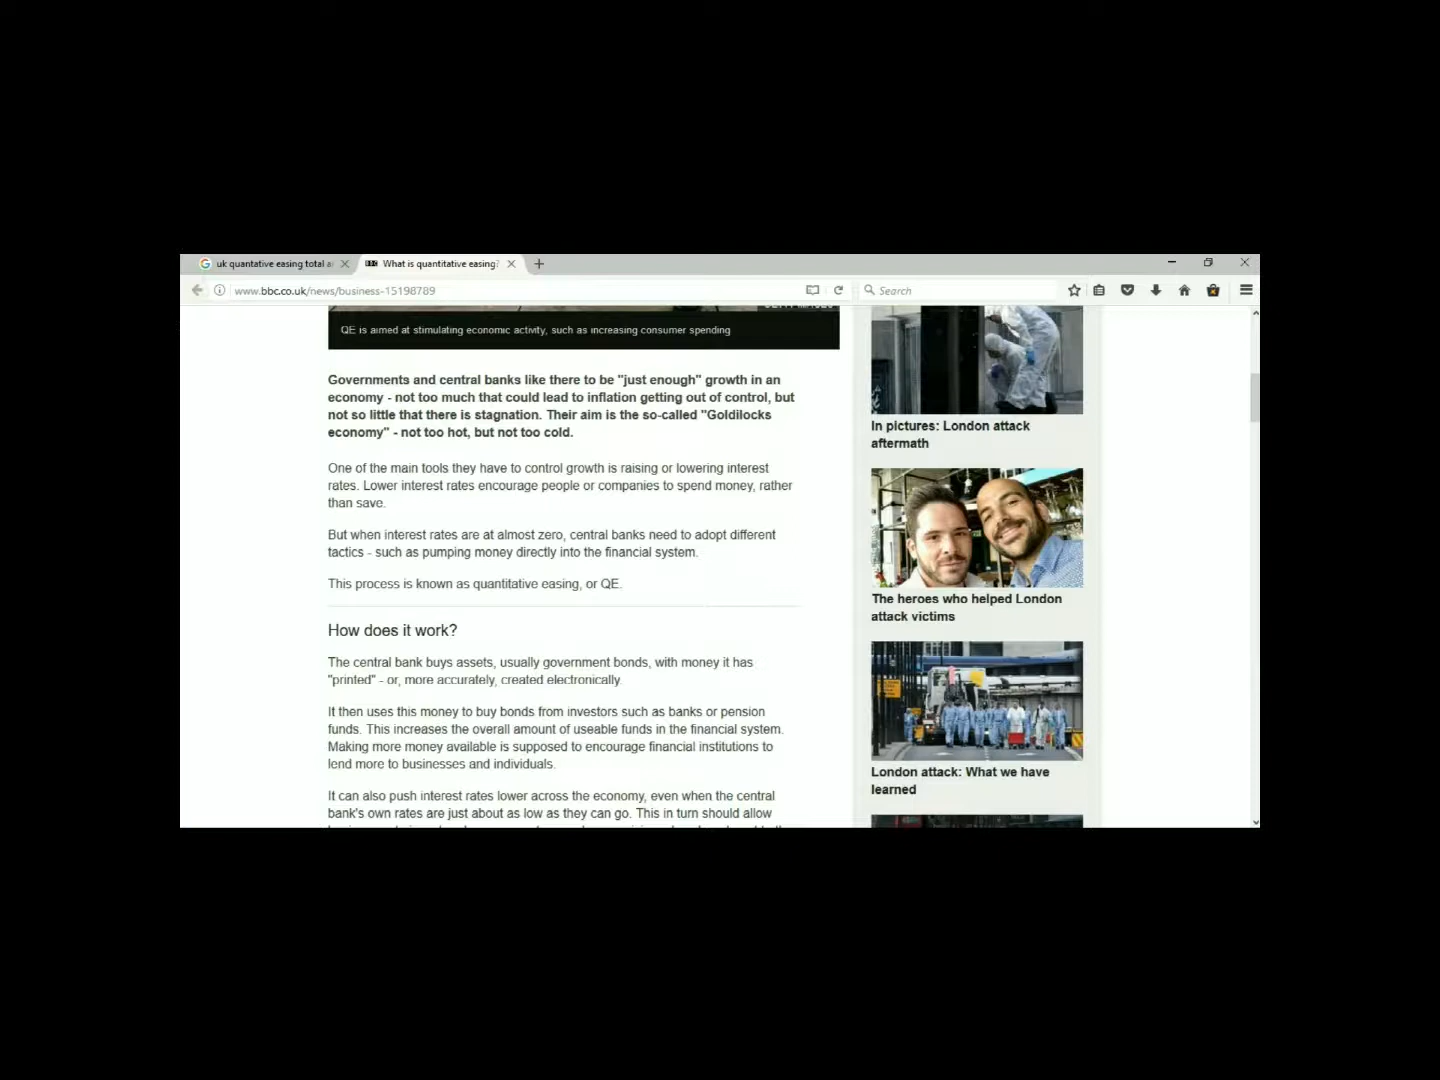 uk quantative easing total a
What is quantitative easing?
www.bbc.co.uk/news/business-15198789
Search
QE is aimed at stimulating economic activity, such as increasing consumer spending
Governments and central banks like there to be "just enough" growth in an
economy - not too much that could lead to inflation getting out of control, but
not so little that there is stagnation. Their aim is the so-called "Goldilocks
economy" - not too hot, but not too cold.
One of the main tools they have to control growth is raising or lowering interest
rates. Lower interest rates encourage people or companies to spend money, rather
than save.
But when interest rates are at almost zero, central banks need to adopt different
tactics - such as pumping money directly into the financial system.
This process is known as quantitative easing, or QE.
How does it work?
The central bank buys assets, usually government bonds, with money it has
"printed" - or, more accurately, created electronically.
It then uses this money to buy bonds from investors such as banks or pension
funds. This increases the overall amount of useable funds in the financial system.
Making more money available is supposed to encourage financial institutions to
lend more to businesses and individuals.
It can also push interest rates lower across the economy, even when the central
bank's own rates are just about as low as they can go. This in turn should allow
In pictures: London attack
aftermath
The heroes who helped London
attack victims
London attack: What we have
learned